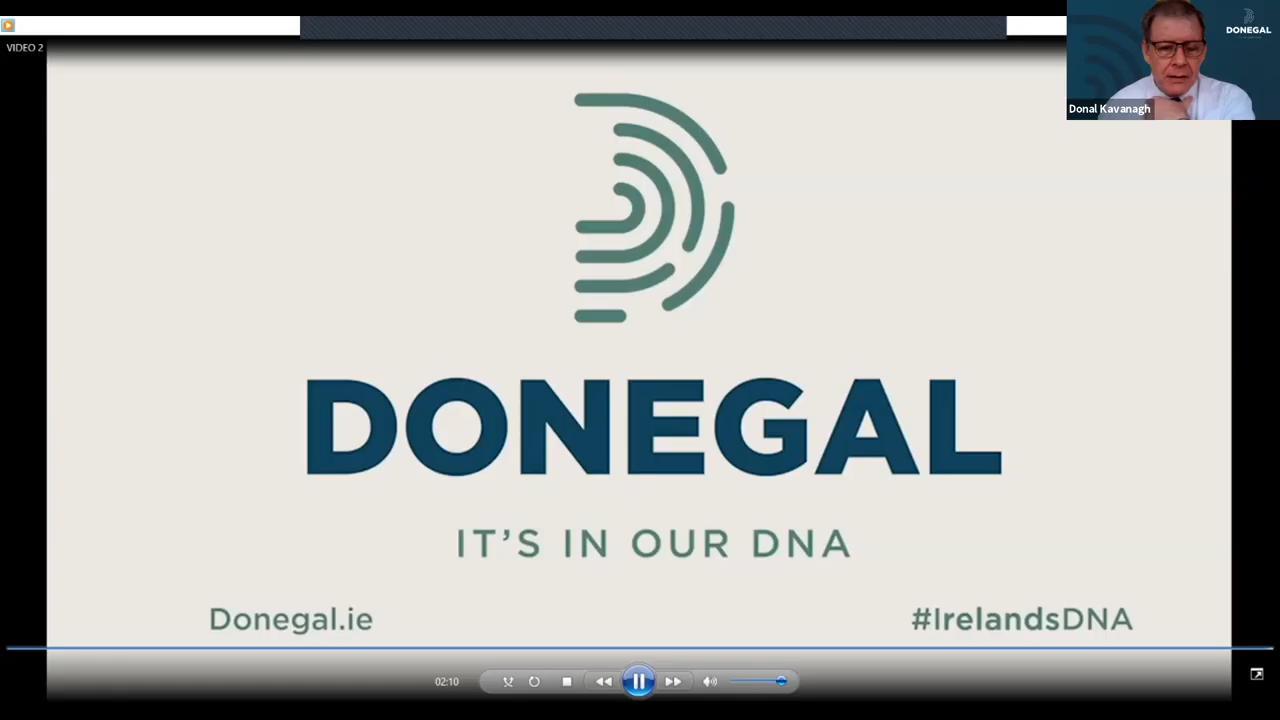 VIDEO 2
DONEGAL
Donal Kavanagh
DONEGAL
IT'S IN OUR DNA
Donegal.ie
#IrelandsDNA
02:10